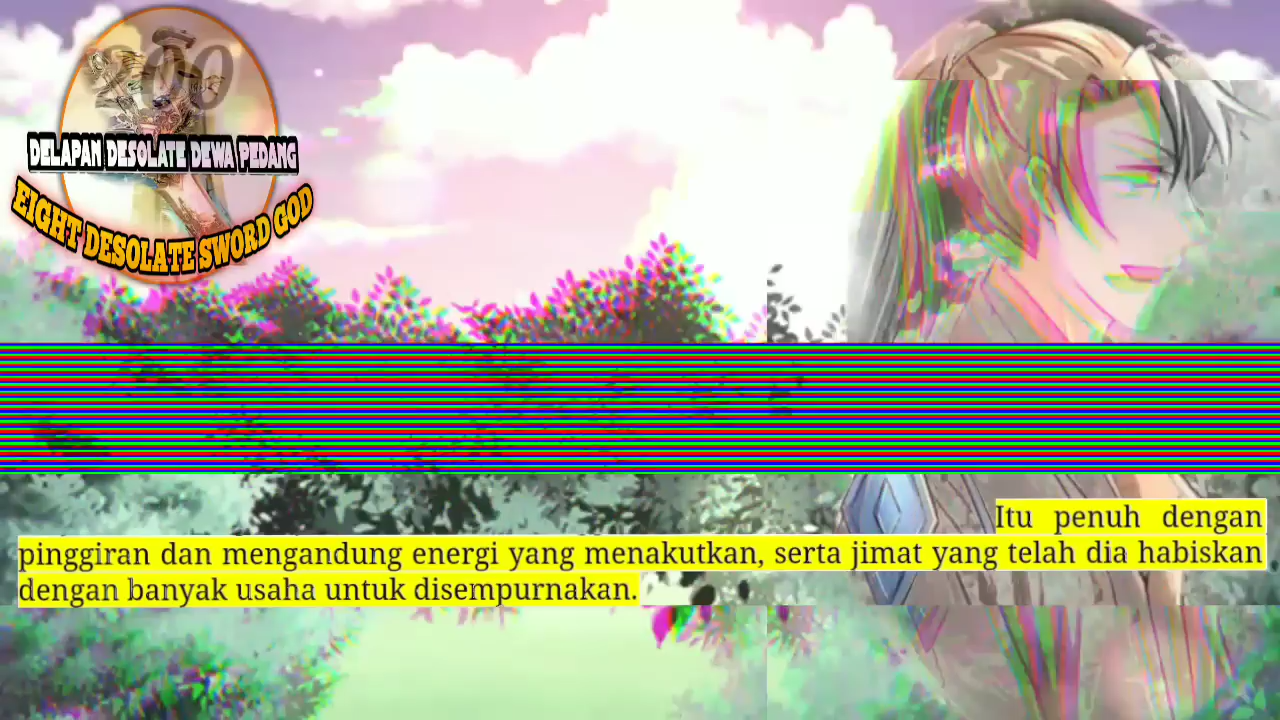 200
DELAPAN DESOLATE DEWA PEDANG
EIGHT DESOLATE SWORD GOD
Itu penuh dengan
pinggiran dan mengandung energi yang menakutkan, serta jimat yang telah dia habiskan
dengan banyak usaha untuk disempurnakan.